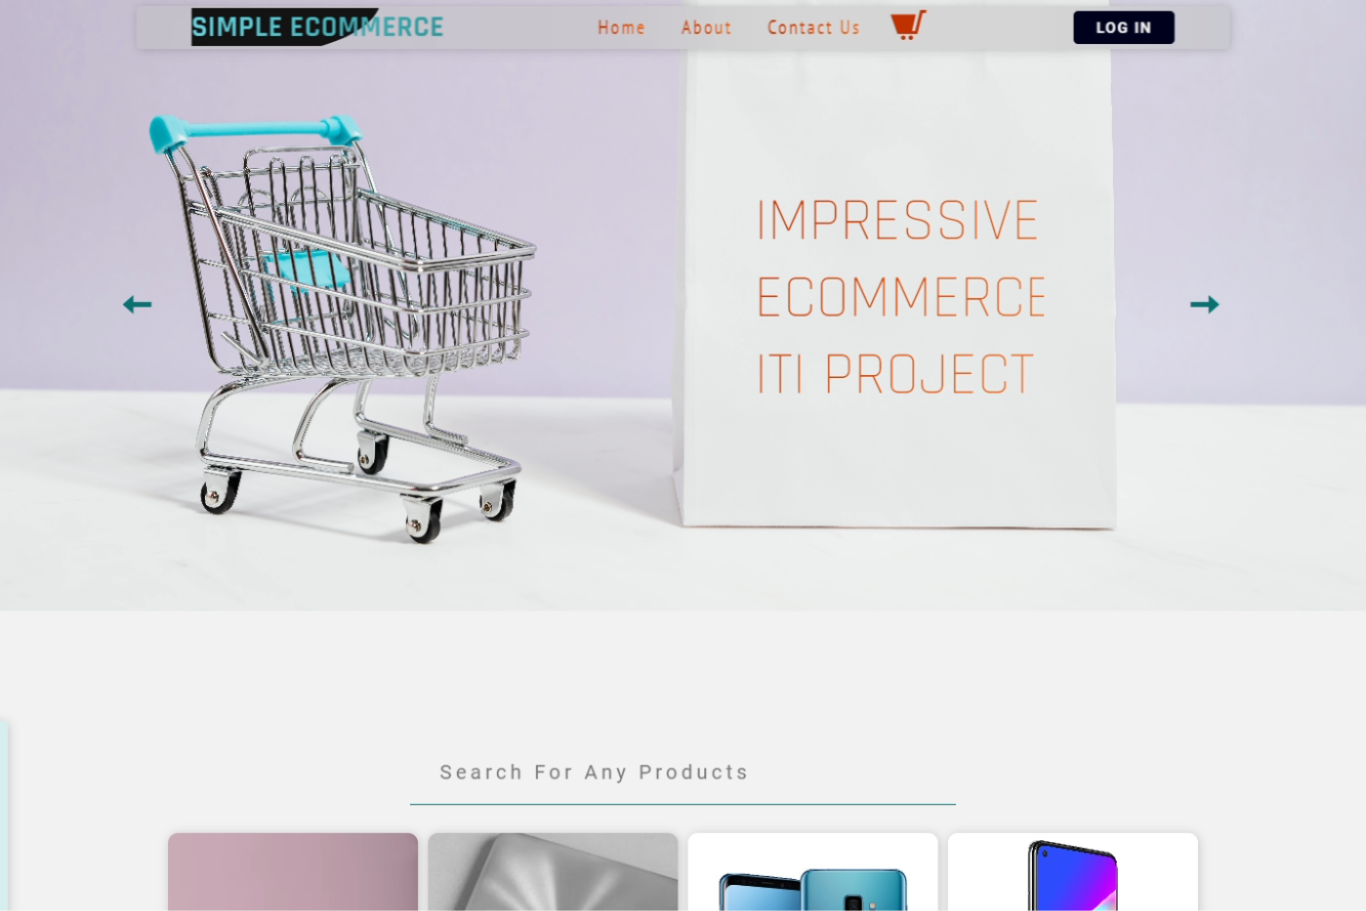 SIMPLE ECOMMERCE
Home About Contact Us
LOG IN
IMPRESSIVE
ECOMMERCE
ITI PROJECT
Search For Any Products